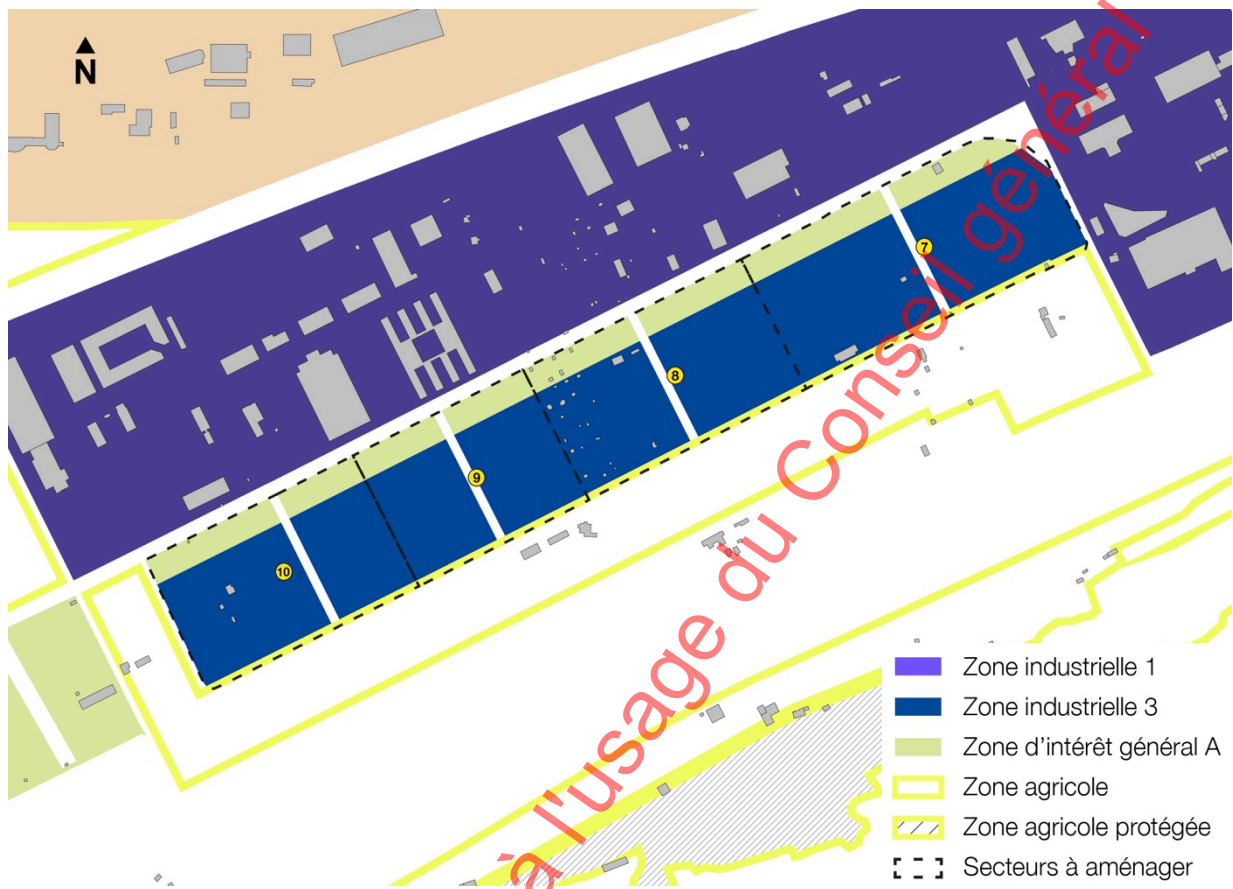 N
7
8
9
10
à l'usage du Conseil général
Zone industrielle 1
Zone industrielle 3
Zone d'intérêt général A
Zone agricole
Zone agricole protégée
Secteurs à aménager